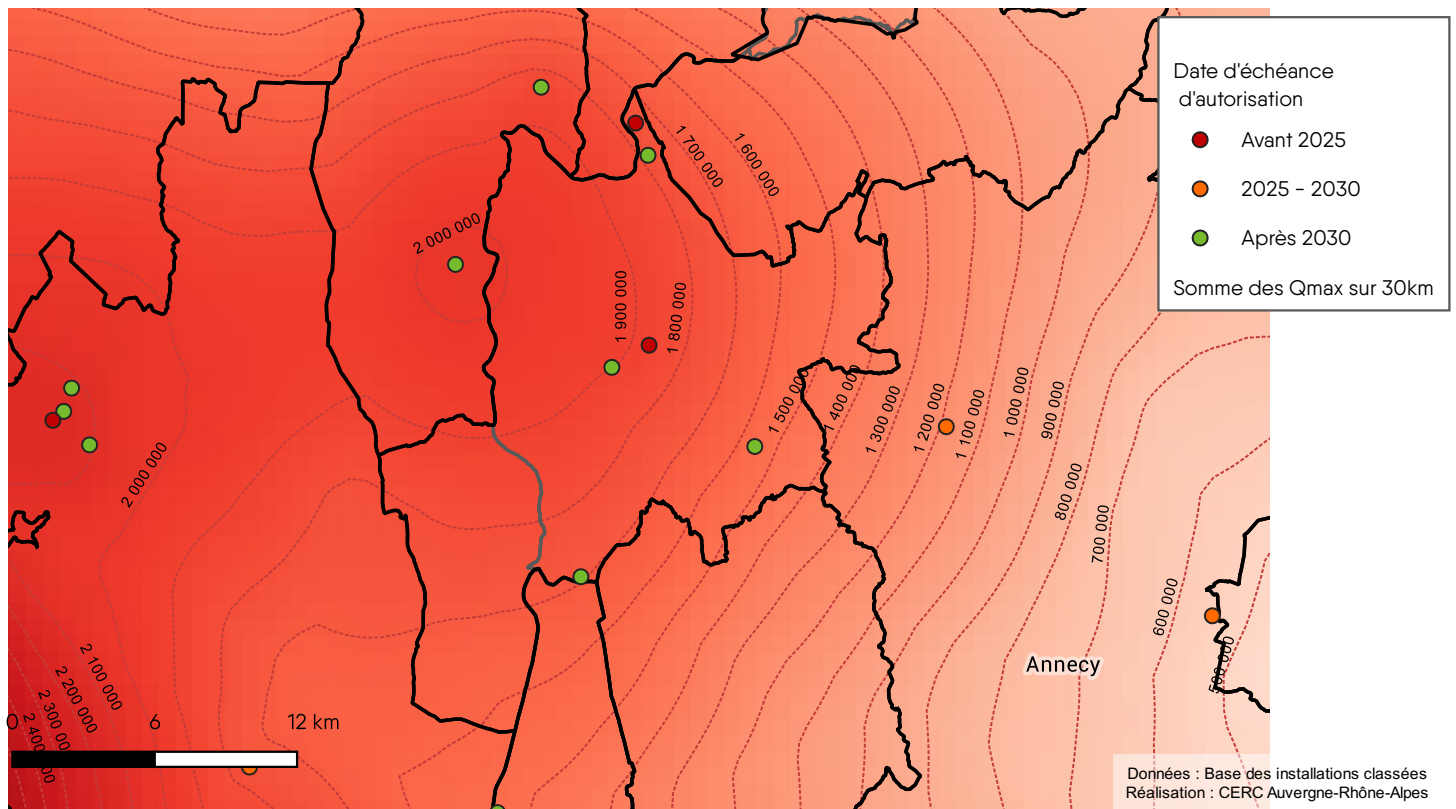 Date d'échéance
d'autorisation
Avant 2025
2025 - 2030
Après 2030
Somme des Qmax sur 30km
1 700 000
1 600 000
2 000 000
1 900 000
1 800 000
1 500 000
1 400 000
1 300 000
1 200 000
1 100 000
1 000 000
900 000
800 000
700 000
600 000
500 000
2 000 000
2 100 000
2 200 000
2 300 000
2 400 000
Annecy
0 6 12 km
Données : Base des installations classées
Réalisation : CERC Auvergne-Rhône-Alpes